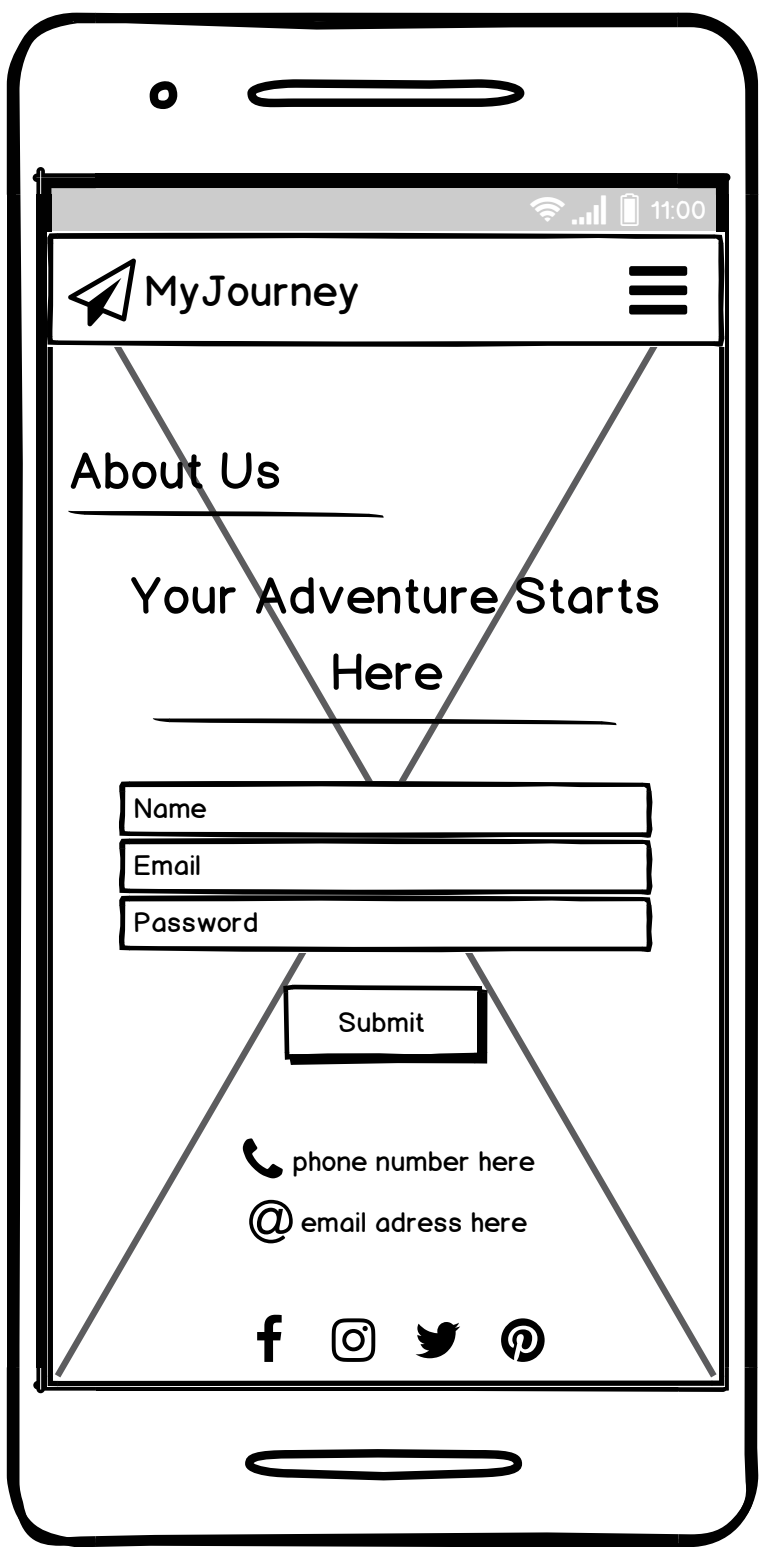 11:00
MyJourney
About Us
Your Adventure Starts
Here
Name
Email
Password
Submit
phone number here
@ email adress here